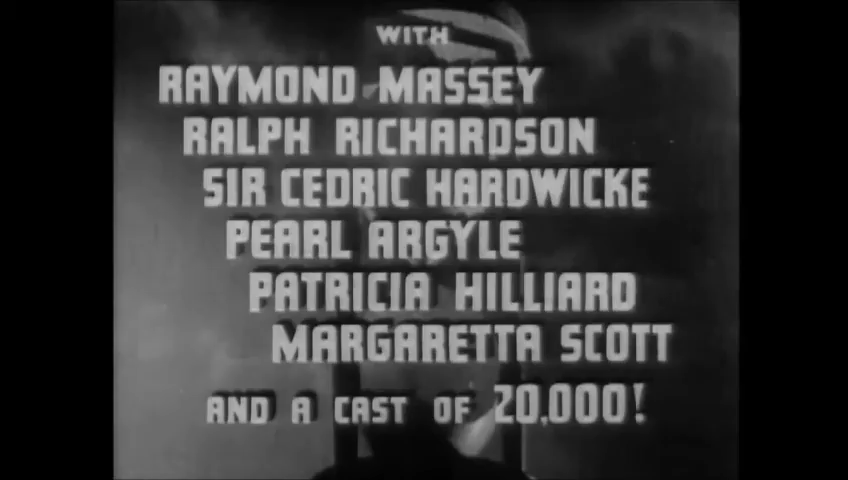 WITH
RAYMOND MASSEY
RALPH RICHARDSON
SIR CEDRIC HARDWICKE
PEARL ARGYLE
PATRICIA HILLIARD
MARGARETTA SCOTT
AND A CAST OF 20,000!